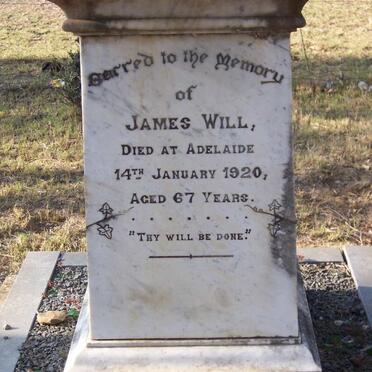 Sacred to the Memory
of
JAMES WILL,
DIED AT ADELAIDE
14TH JANUARY 1920,
AGED 67 YEARS.
"THY WILL BE DONE."